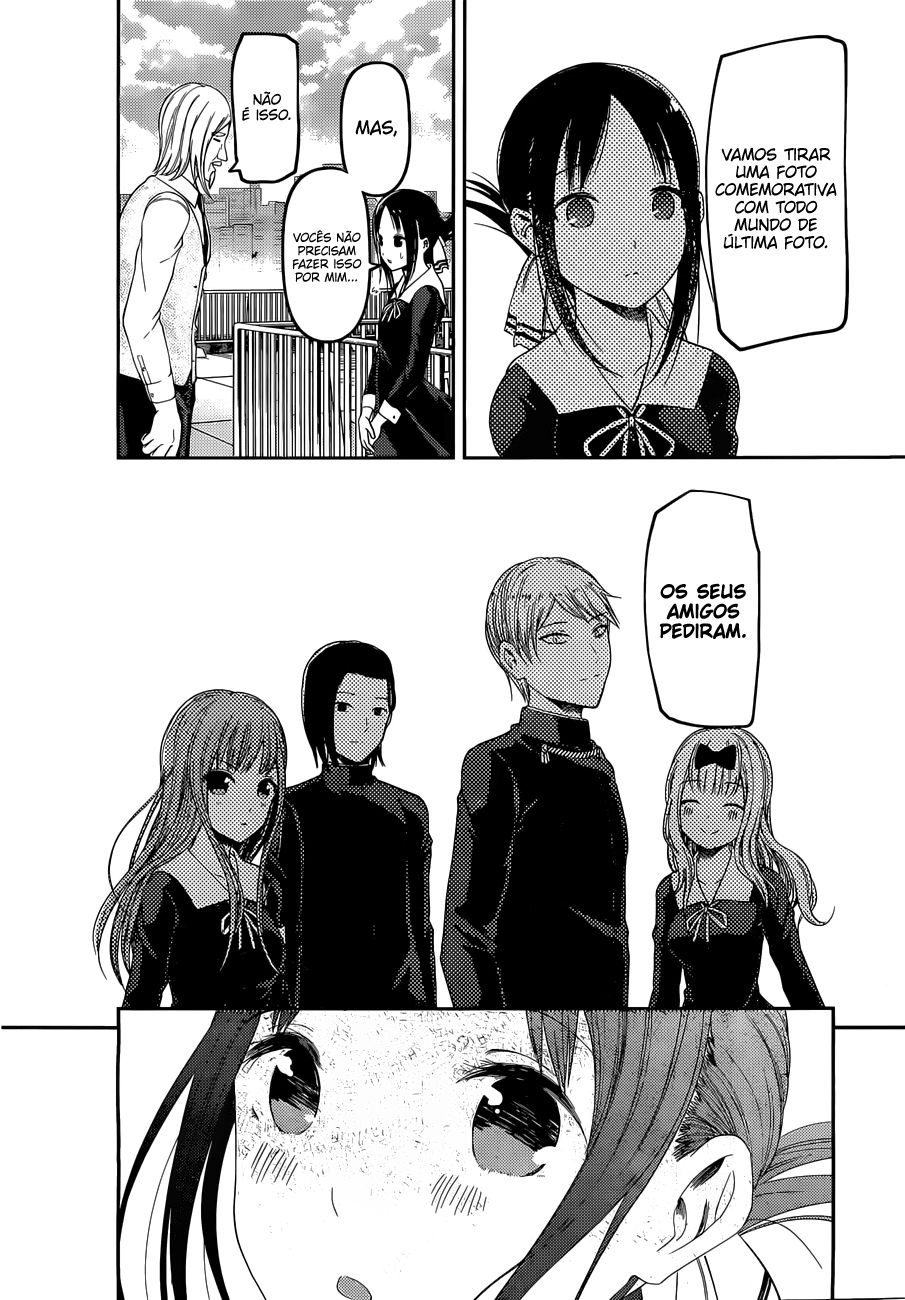 VAMOS TIRAR
UMA FOTO
COMEMORATIVA
COM TODO
MUNDO DE
ÚLTIMA FOTO.
MAS,
VOCÊS NÃO
PRECISAM
FAZER ISSO
POR MIM...
NÃO
É ISSO.
OS SEUS
AMIGOS
PEDIRAM.